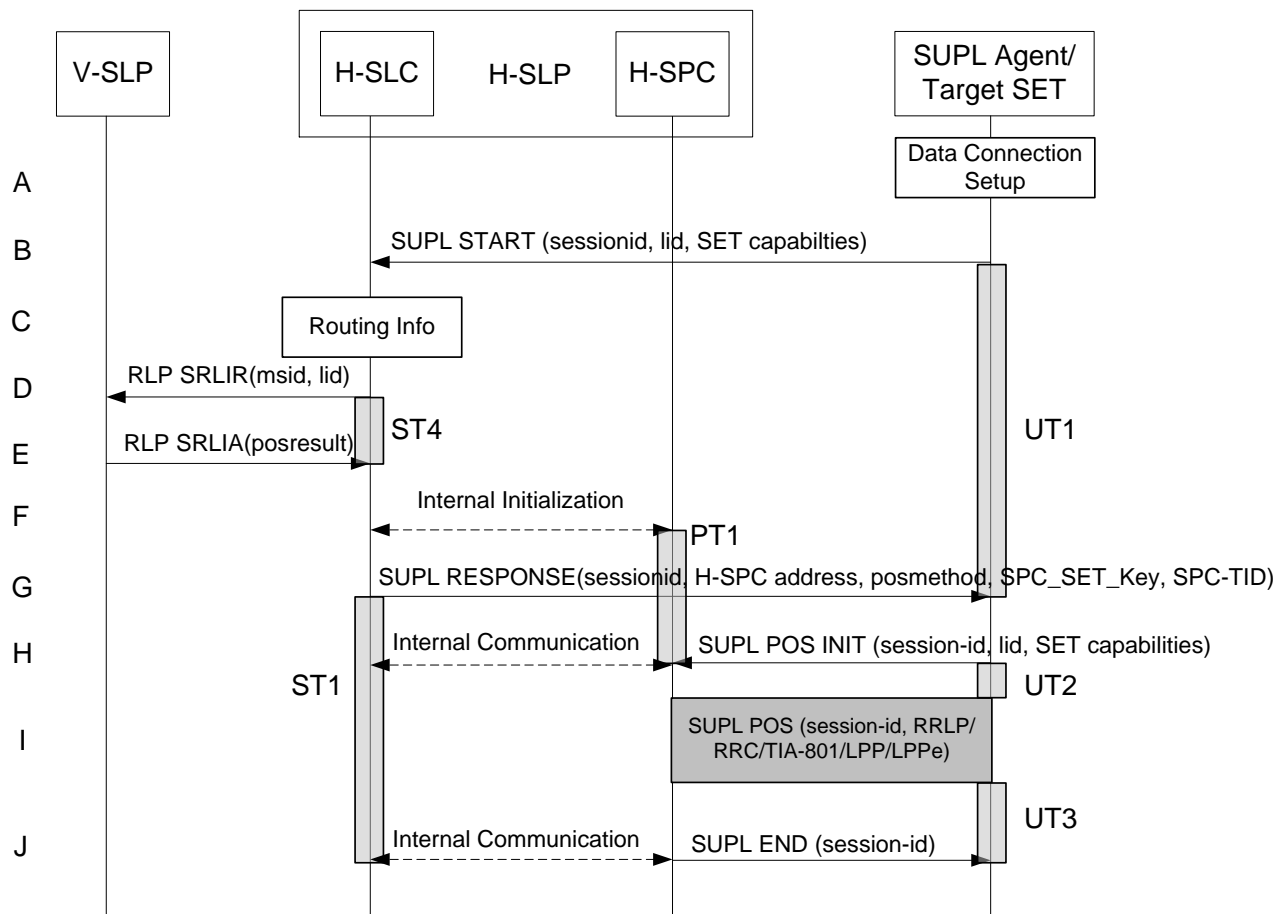 V-SLP
H-SLC
H-SLP
H-SPC
SUPL Agent/
Target SET
Data Connection
Setup
A
B
SUPL START (sessionid, lid, SET capabilties)
C
Routing Info
D
RLP SRLIR(msid, lid)
ST4
UT1
E
RLP SRLIA(posresult)
F
Internal Initialization
PT1
G
SUPL RESPONSE(sessionid, H-SPC address, posmethod, SPC_SET_Key, SPC-TID)
H
Internal Communication
SUPL POS INIT (session-id, lid, SET capabilities)
ST1
UT2
I
SUPL POS (session-id, RRLP/
RRC/TIA-801/LPP/LPPe)
UT3
J
Internal Communication
SUPL END (session-id)